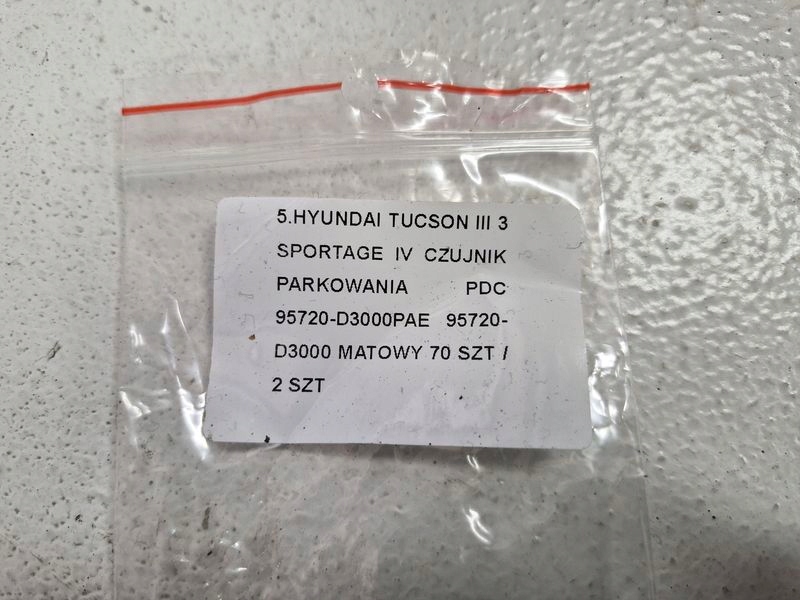 5.HYUNDAI TUCSON III 3
SPORTAGE IV CZUJNIK
PARKOWANIA PDC
95720-D3000PAE 95720-
D3000 MATOWY 70 SZT /
2 SZT